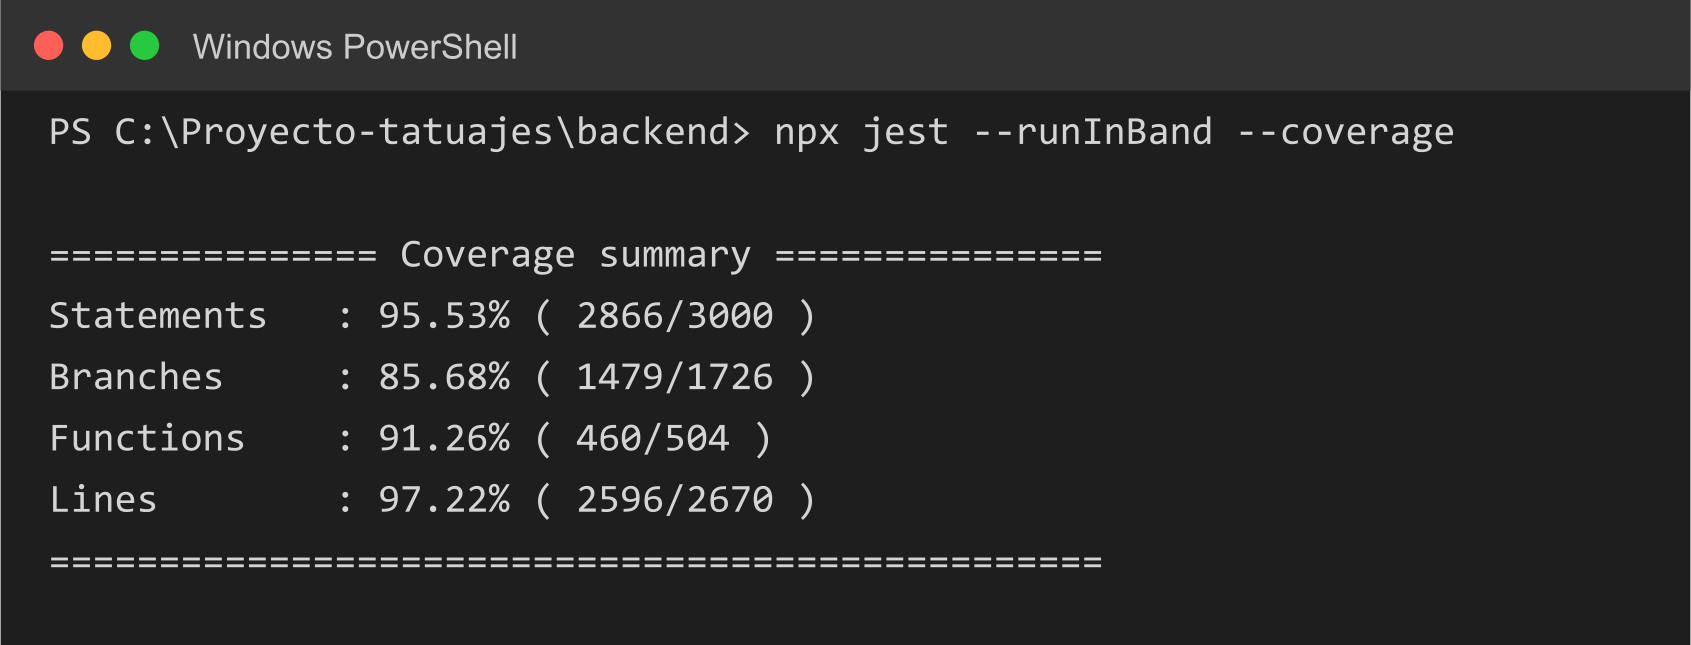 Windows PowerShell
PS C:\Proyecto-tatuajes\backend> npx jest --runInBand --coverage
=============== Coverage summary ===============
Statements   : 95.53% ( 2866/3000 )
Branches     : 85.68% ( 1479/1726 )
Functions    : 91.26% ( 460/504 )
Lines        : 97.22% ( 2596/2670 )
================================================